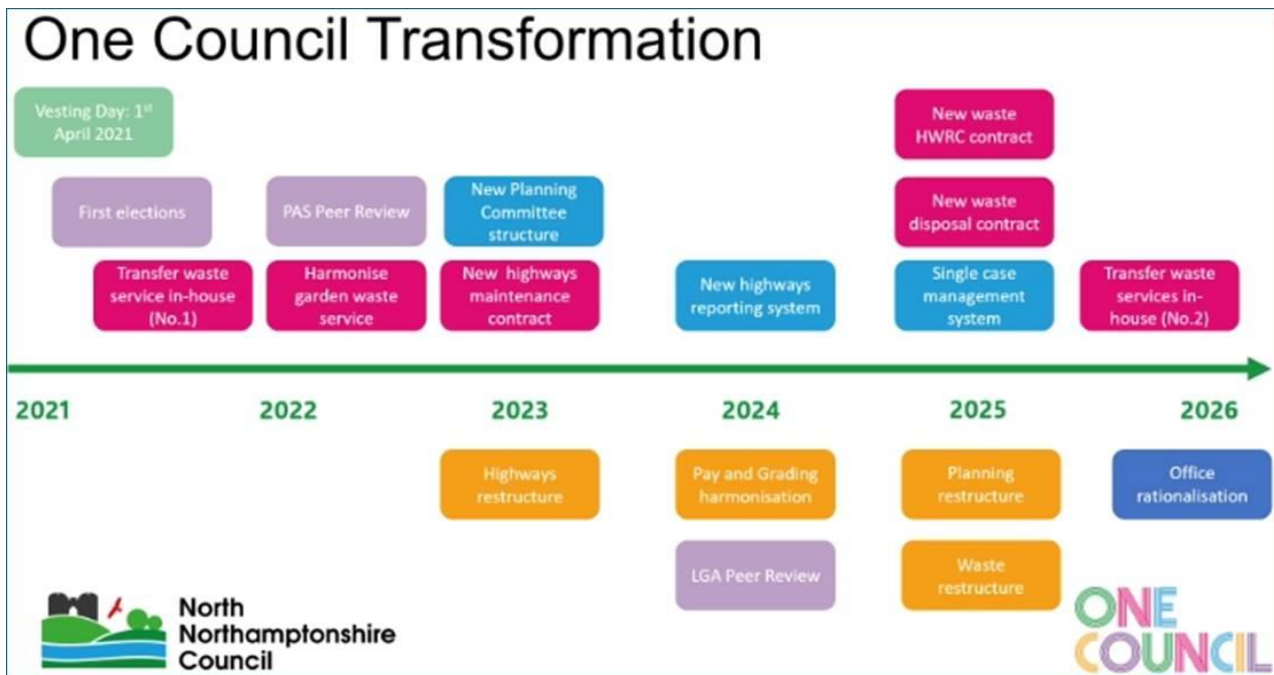 One Council Transformation
Vesting Day: 1st
April 2021
New waste
HWRC contract
First elections
PAS Peer Review
New Planning
Committee
structure
New waste
disposal contract
Transfer waste
service in-house
(No.1)
Harmonise
garden waste
service
New highways
maintenance
contract
New highways
reporting system
Single case
management
system
Transfer waste
services in-
house (No.2)
2021
2022
2023
2024
2025
2026
Highways
restructure
Pay and Grading
harmonisation
Planning
restructure
Office
rationalisation
LGA Peer Review
Waste
restructure
North
Northamptonshire
Council
ONE
COUNCIL